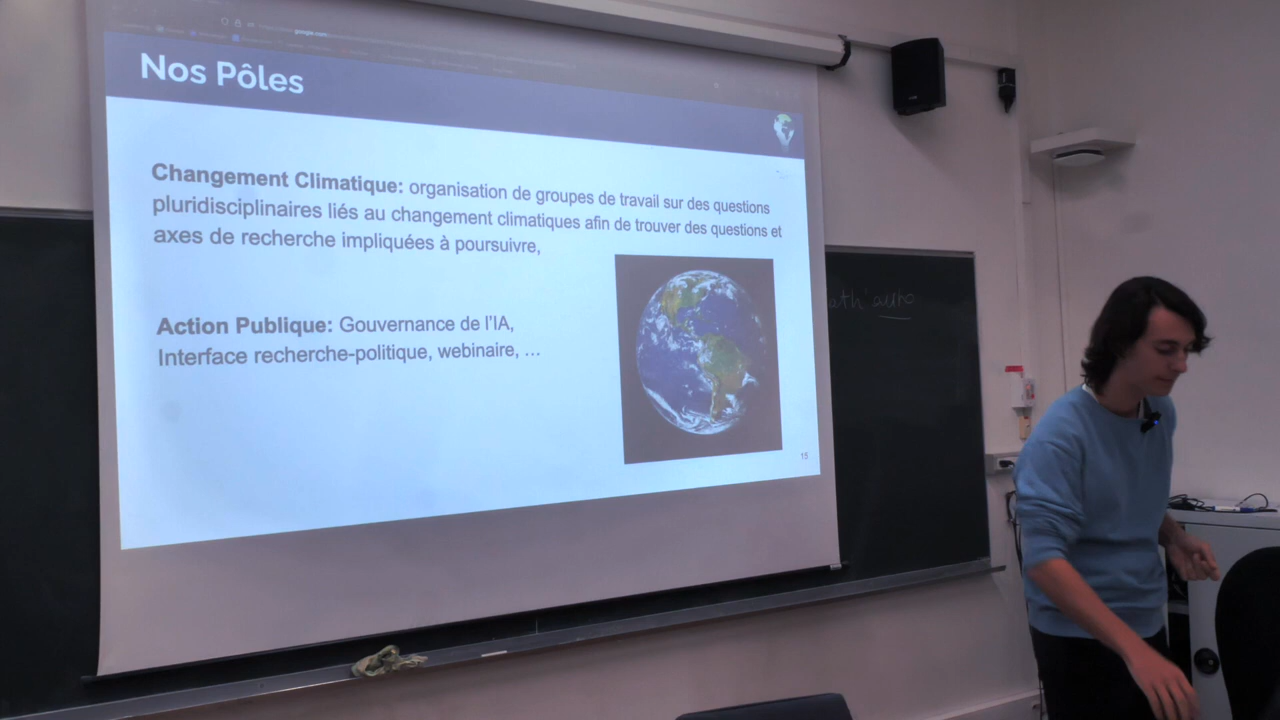 google.com
Nos Pôles
Changement Climatique: organisation de groupes de travail sur des questions
pluridisciplinaires liés au changement climatiques afin de trouver des questions et
axes de recherche impliquées à poursuivre,
Action Publique: Gouvernance de l'IA,
Interface recherche-politique, webinaire, ...
15